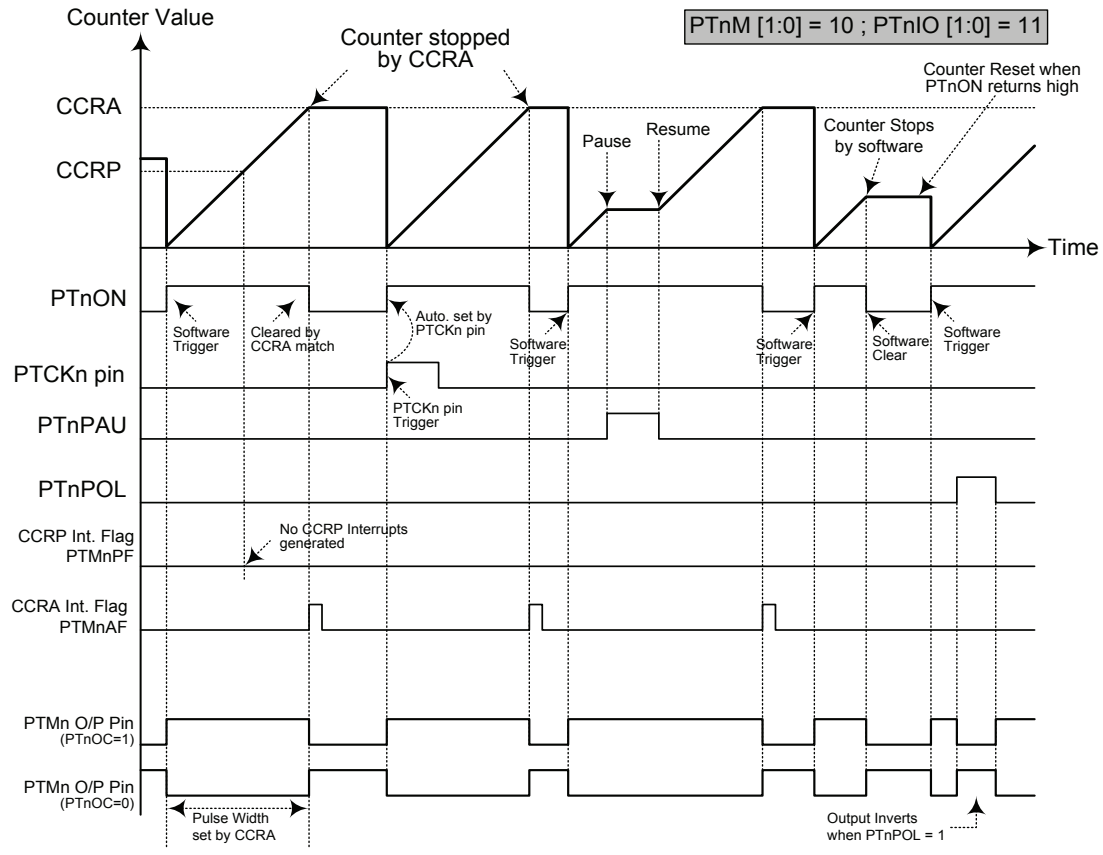 Counter Value
PTnM [1:0] = 10 ; PTnIO [1:0] = 11
Counter stopped
by CCRA
Counter Reset when
PTnON returns high
CCRA
CCRP
Pause
Resume
Counter Stops
by software
Time
PTnON
Software
Trigger
Cleared by
CCRA match
Auto. set by
PTCKn pin
Software
Trigger
Software
Trigger
Software
Clear
Software
Trigger
PTCKn pin
PTCKn pin
Trigger
PTnPAU
PTnPOL
CCRP Int. Flag
PTMnPF
No CCRP Interrupts
generated
CCRA Int. Flag
PTMnAF
PTMn O/P Pin
(PTnOC=1)
PTMn O/P Pin
(PTnOC=0)
Pulse Width
set by CCRA
Output Inverts
when PTnPOL = 1